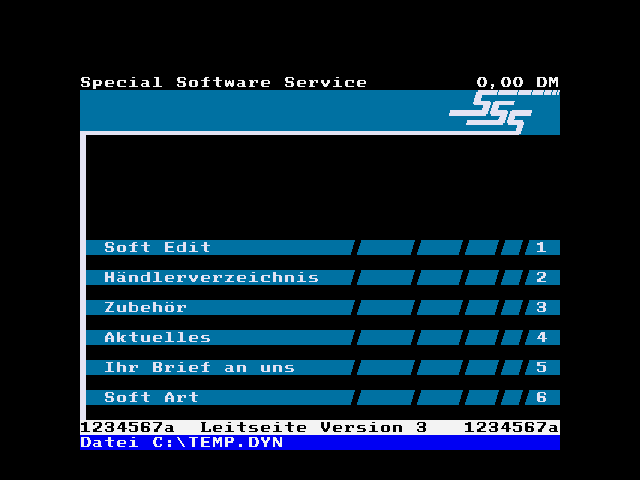 Special Software Service 0,00 DM
SSS
Soft Edit 1
Händlerverzeichnis 2
Zubehör 3
Aktuelles 4
Ihr Brief an uns 5
Soft Art 6
1234567a Leitseite Version 3 1234567a
Datei C:\TEMP.DYN